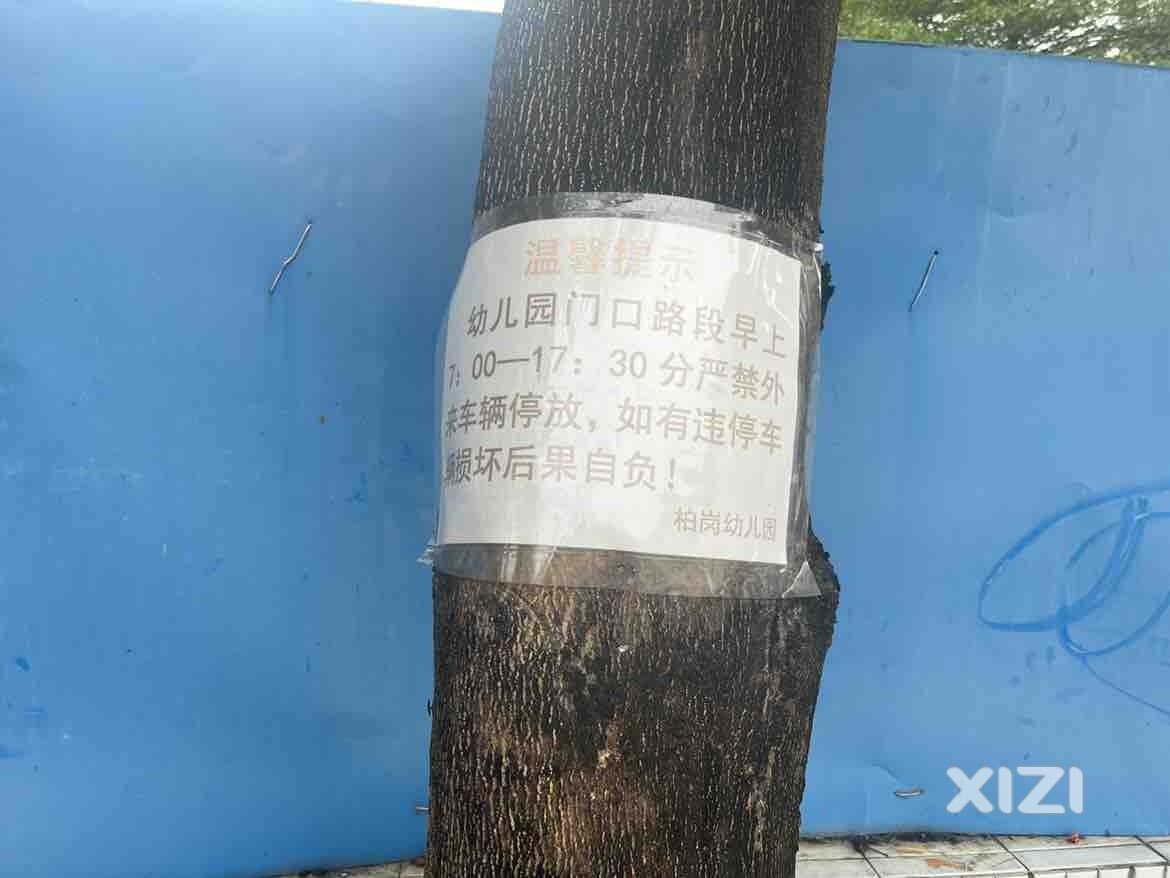 温馨提示
幼儿园门口路段早上
7：00—17：30分严禁外
来车辆停放，如有违停车
辆损坏后果自负！
柏岗幼儿园
XIZI